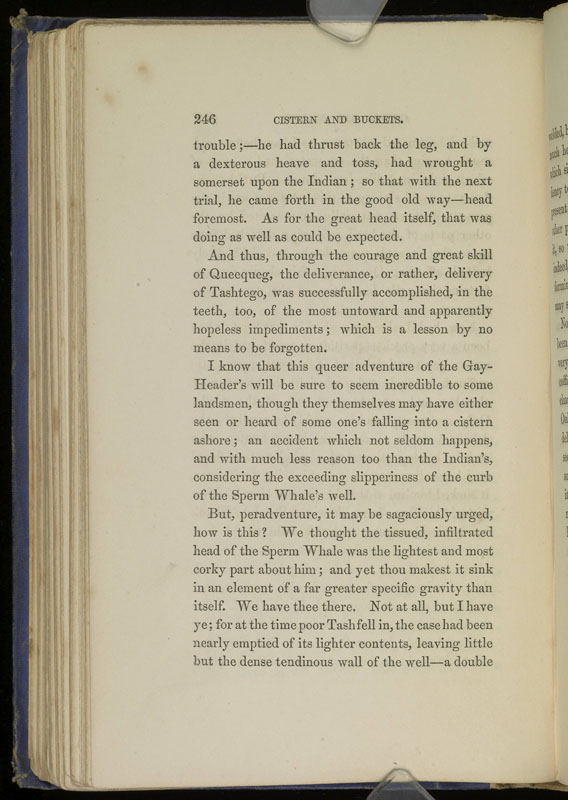 246 CISTERN AND BUCKETS.
trouble;—he had thrust back the leg, and by
a dexterous heave and toss, had wrought a
somerset upon the Indian; so that with the next
trial, he came forth in the good old way—head
foremost. As for the great head itself, that was
doing as well as could be expected.
And thus, through the courage and great skill
of Queequeg, the deliverance, or rather, delivery
of Tashtego, was successfully accomplished, in the
teeth, too, of the most untoward and apparently
hopeless impediments; which is a lesson by no
means to be forgotten.
I know that this queer adventure of the Gay-
Header's will be sure to seem incredible to some
landsmen, though they themselves may have either
seen or heard of some one's falling into a cistern
ashore; an accident which not seldom happens,
and with much less reason too than the Indian's,
considering the exceeding slipperiness of the curb
of the Sperm Whale's well.
But, peradventure, it may be sagaciously urged,
how is this? We thought the tissued, infiltrated
head of the Sperm Whale was the lightest and most
corky part about him; and yet thou makest it sink
in an element of a far greater specific gravity than
itself. We have thee there. Not at all, but I have
ye; for at the time poor Tash fell in, the case had been
nearly emptied of its lighter contents, leaving little
but the dense tendinous wall of the well—a double